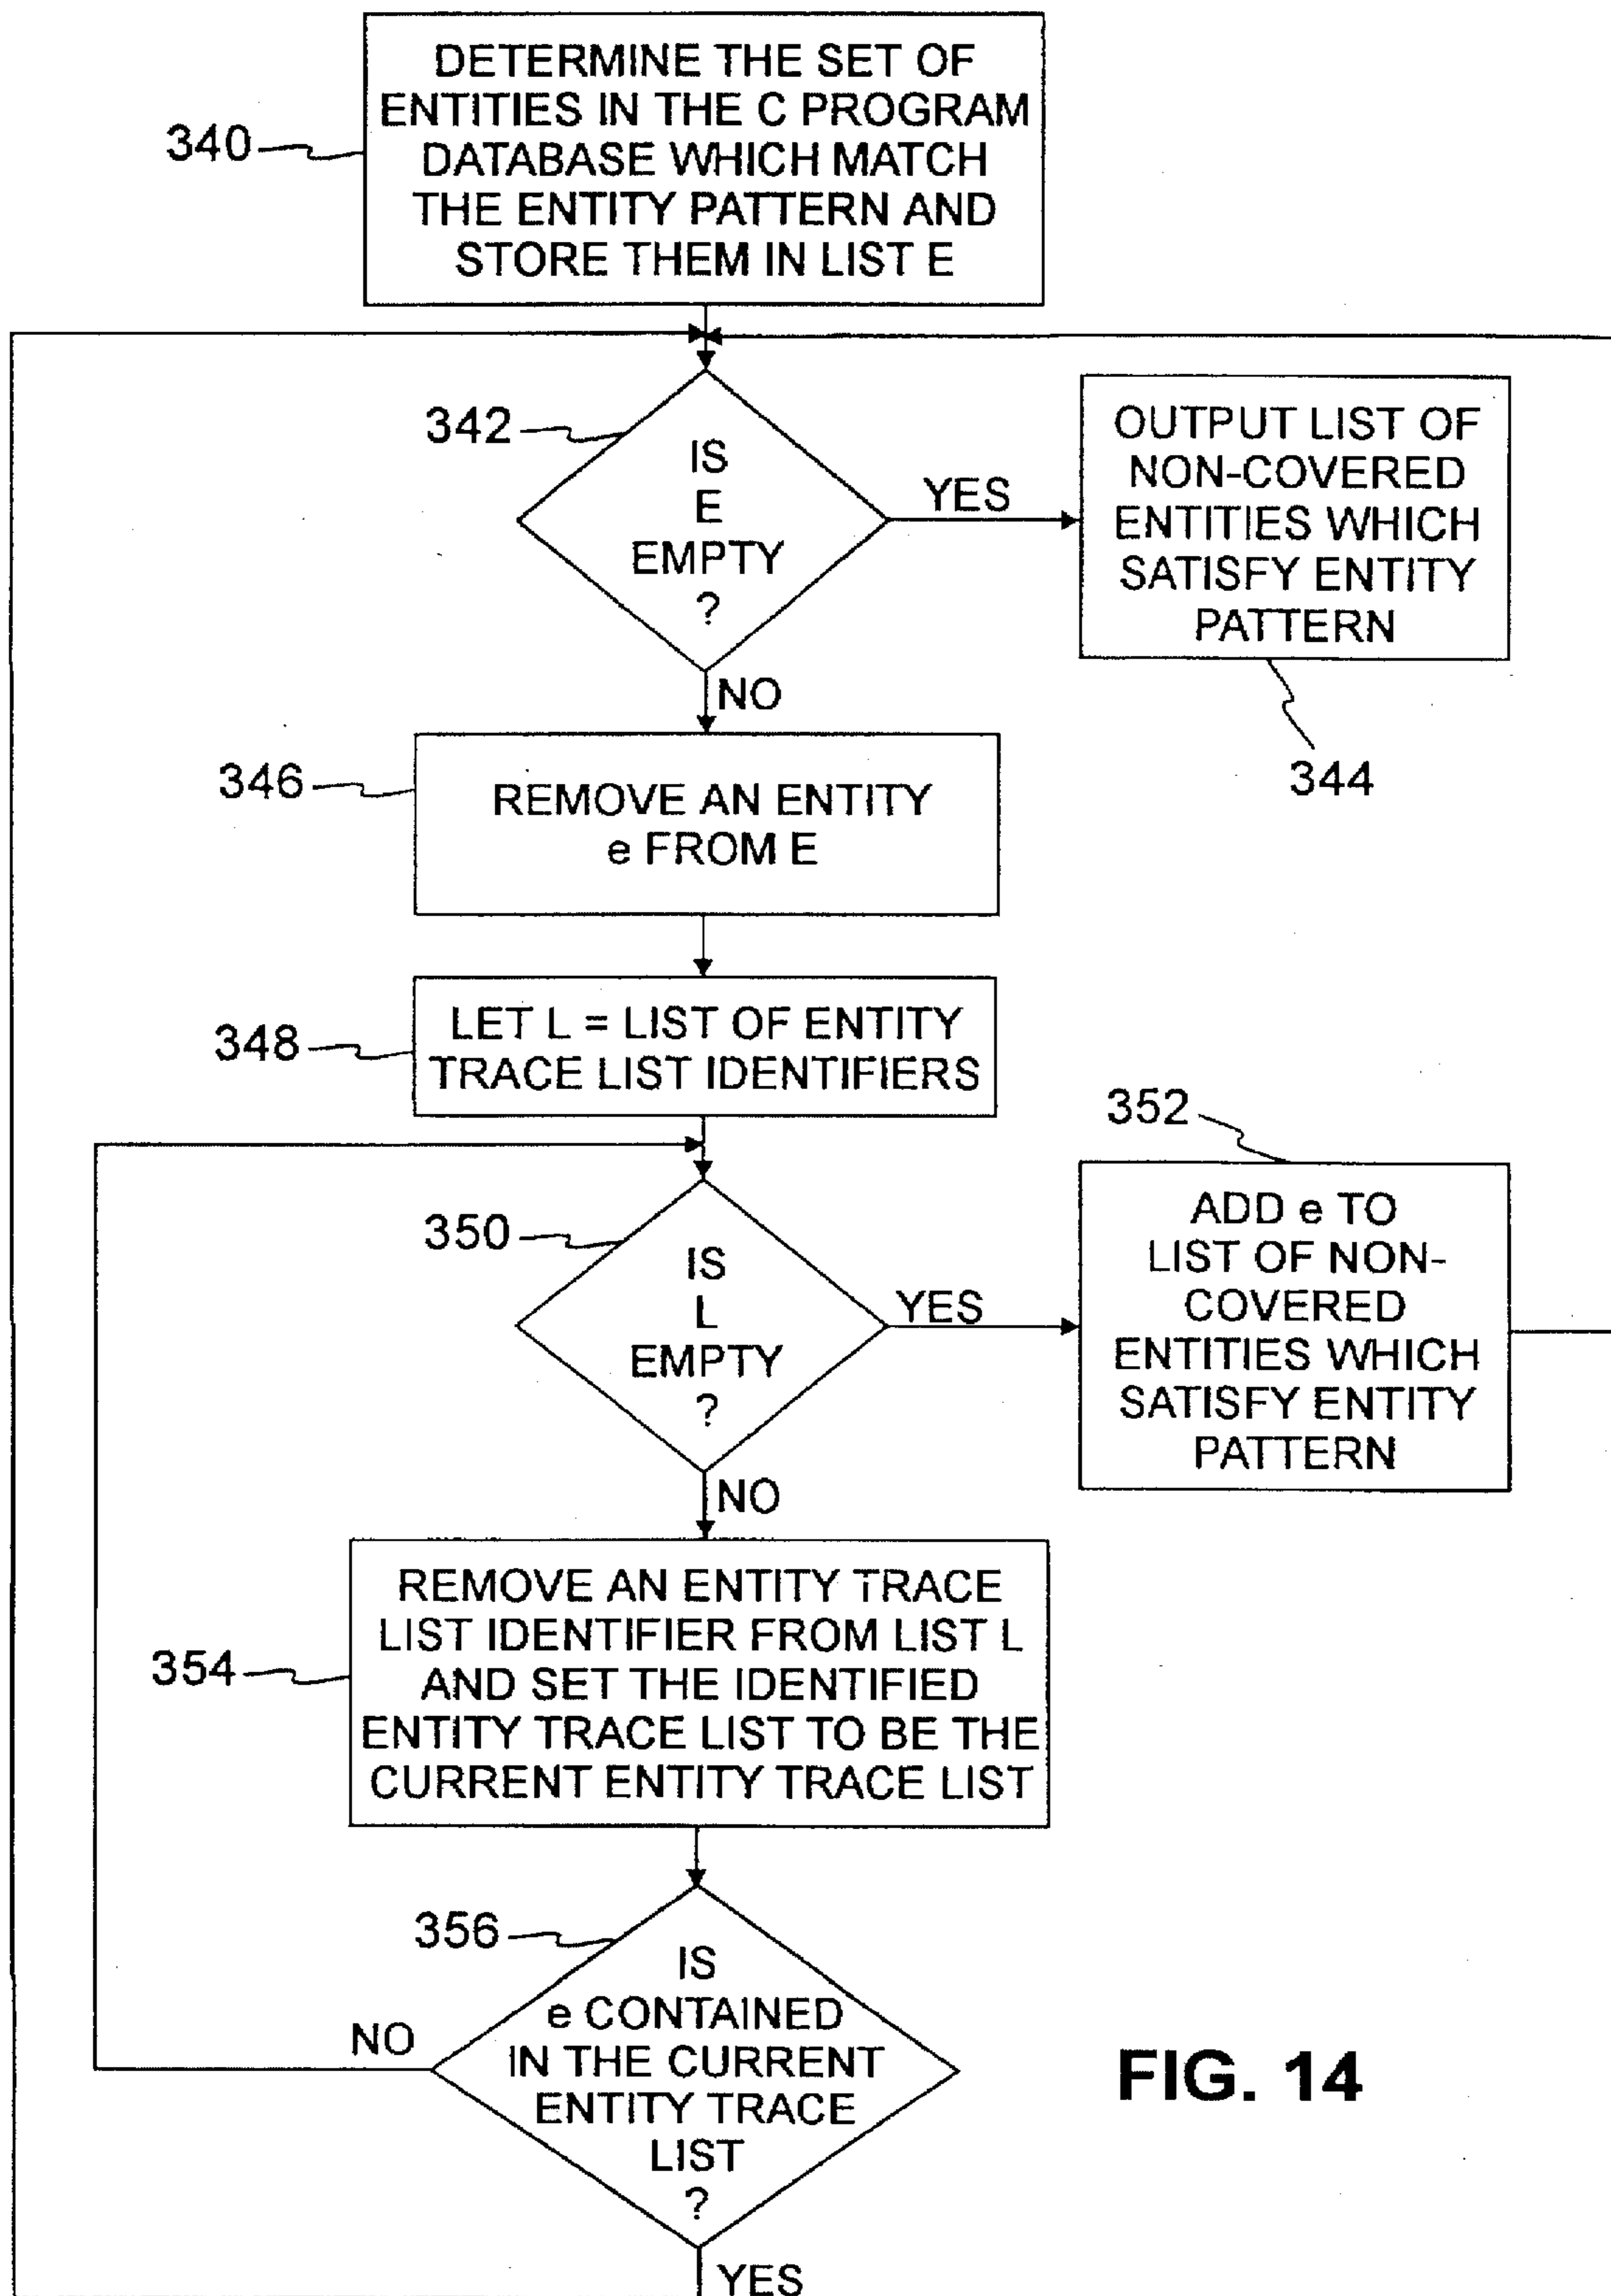 DETERMINE THE SET OF
ENTITIES IN THE C PROGRAM
DATABASE WHICH MATCH
THE ENTITY PATTERN AND
STORE THEM IN LIST E
340
342
IS
E
EMPTY
?
YES
OUTPUT LIST OF
NON-COVERED
ENTITIES WHICH
SATISFY ENTITY
PATTERN
344
NO
346
REMOVE AN ENTITY
e FROM E
348
LET L = LIST OF ENTITY
TRACE LIST IDENTIFIERS
350
IS
L
EMPTY
?
YES
352
ADD e TO
LIST OF NON-
COVERED
ENTITIES WHICH
SATISFY ENTITY
PATTERN
NO
354
REMOVE AN ENTITY TRACE
LIST IDENTIFIER FROM LIST L
AND SET THE IDENTIFIED
ENTITY TRACE LIST TO BE THE
CURRENT ENTITY TRACE LIST
356
IS
e CONTAINED
IN THE CURRENT
ENTITY TRACE
LIST
?
NO
YES
FIG. 14